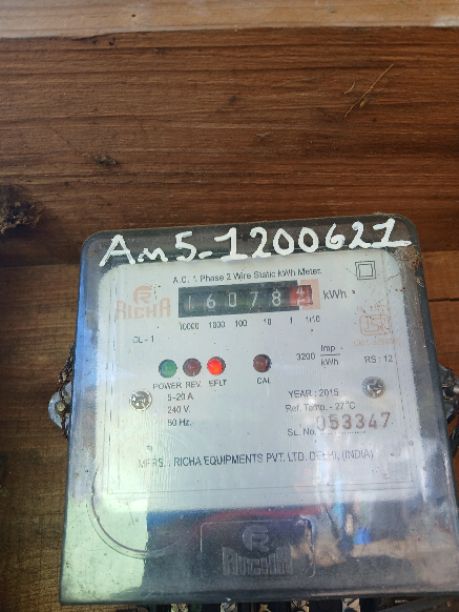 Am5-1200621
A.C. 1 Phase 2 Wire Static kWh Meter
RICHA
16078 kWh
10000 1000 100 10 1 1/10
CL - 1
3200 Imp/kWh
RS : 12
POWER REV. EFLT CAL
5-20 A
240 V.
50 Hz.
YEAR : 2015
Ref. Temp. - 27°C
SL. No. 053347
MFRS.: RICHA EQUIPMENTS PVT. LTD. DELHI, (INDIA)
RICHA